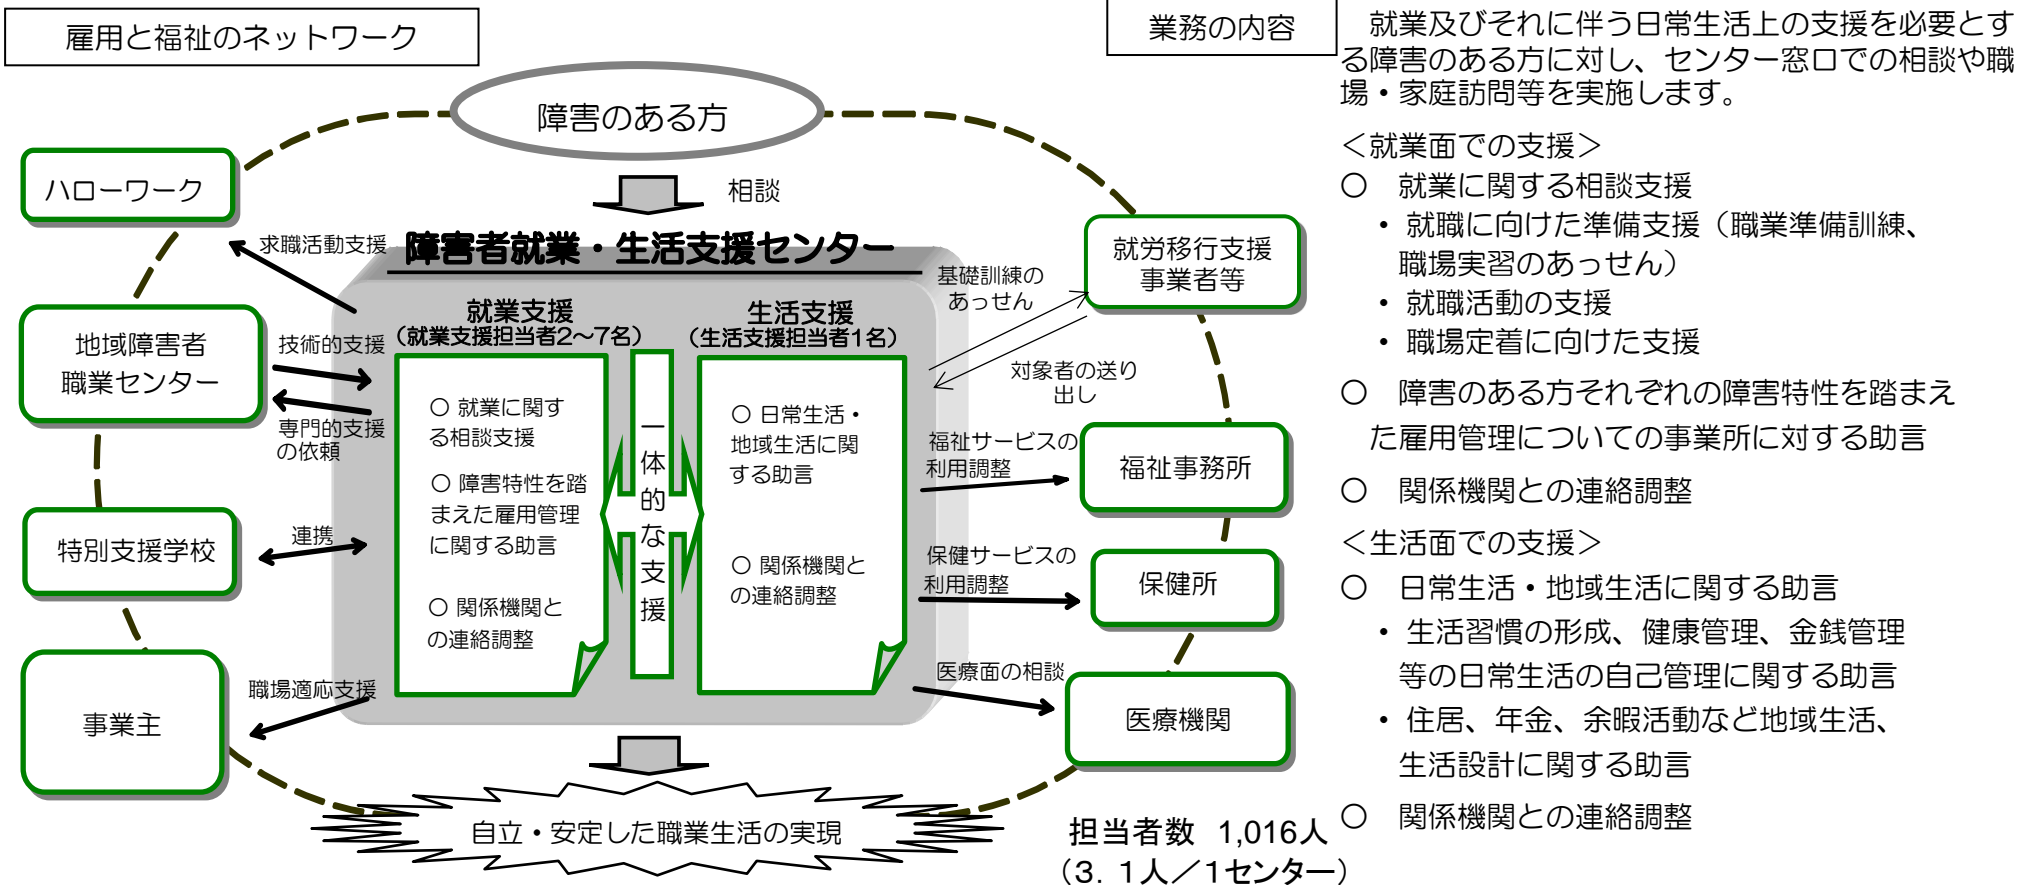 雇用と福祉のネットワーク
障害のある方
相談
ハローワーク
求職活動支援
地域障害者
職業センター
技術的支援
専門的支援
の依頼
特別支援学校
連携
事業主
職場適応支援
障害者就業・生活支援センター
就業支援
（就業支援担当者2～7名）
○ 就業に関す
る相談支援
○ 障害特性を踏
まえた雇用管理
に関する助言
○ 関係機関と
の連絡調整
一体的な支援
生活支援
（生活支援担当者1名）
○ 日常生活・
地域生活に関
する助言
○ 関係機関と
の連絡調整
基礎訓練の
あっせん
対象者の送り
出し
就労移行支援
事業者等
福祉サービスの
利用調整
福祉事務所
保健サービスの
利用調整
保健所
医療面の相談
医療機関
自立・安定した職業生活の実現
担当者数　1,016人
（3．1人／1センター）
業務の内容
就業及びそれに伴う日常生活上の支援を必要とす
る障害のある方に対し、センター窓口での相談や職
場・家庭訪問等を実施します。
＜就業面での支援＞
○　就業に関する相談支援
・ 就職に向けた準備支援（職業準備訓練、
職場実習のあっせん）
・ 就職活動の支援
・ 職場定着に向けた支援
○　障害のある方それぞれの障害特性を踏まえ
た雇用管理についての事業所に対する助言
○　関係機関との連絡調整
＜生活面での支援＞
○　日常生活・地域生活に関する助言
・ 生活習慣の形成、健康管理、金銭管理
等の日常生活の自己管理に関する助言
・ 住居、年金、余暇活動など地域生活、
生活設計に関する助言
○　関係機関との連絡調整